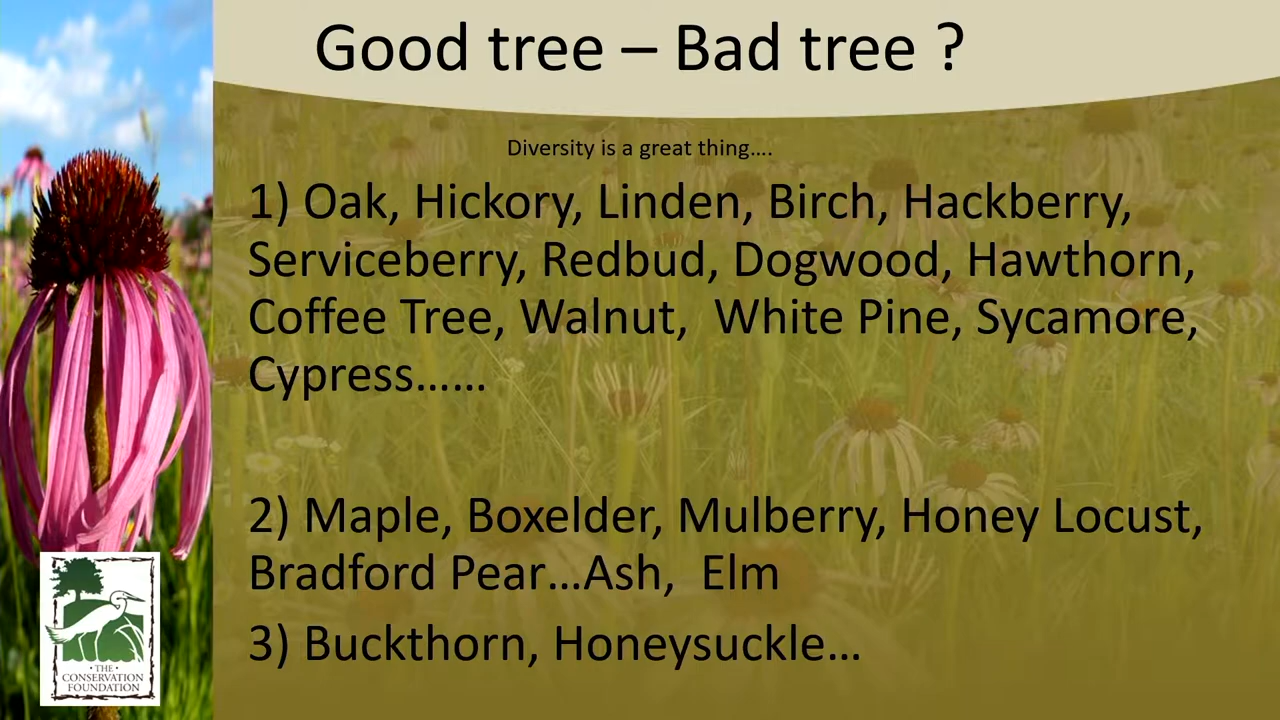 Good tree – Bad tree ?
Diversity is a great thing....
1) Oak, Hickory, Linden, Birch, Hackberry,
Serviceberry, Redbud, Dogwood, Hawthorn,
Coffee Tree, Walnut,  White Pine, Sycamore,
Cypress……
2) Maple, Boxelder, Mulberry, Honey Locust,
Bradford Pear…Ash,  Elm
3) Buckthorn, Honeysuckle…
• THE •
CONSERVATION
FOUNDATION